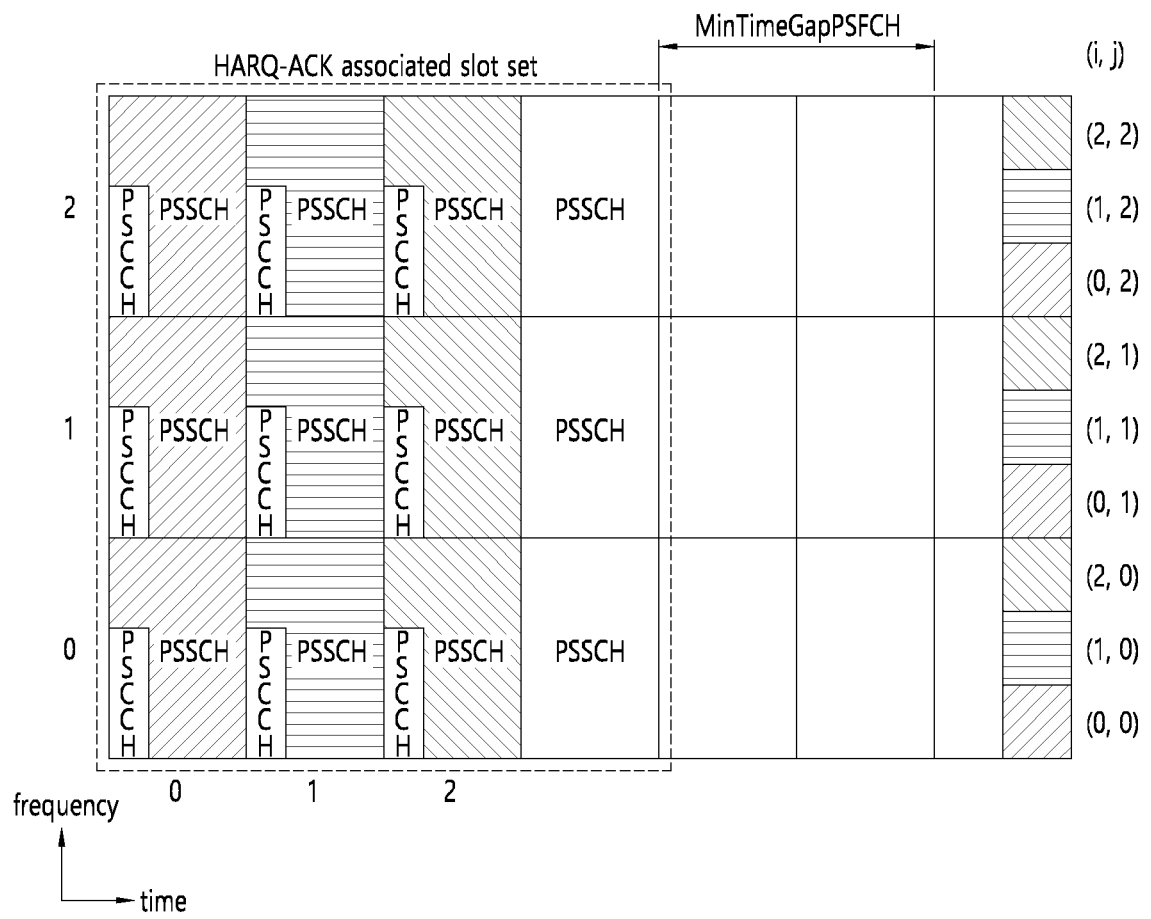 MinTimeGapPSFCH
HARQ-ACK associated slot set
(i, j)
2
PSCCH
PSSCH
PSCCH
PSSCH
PSCCH
PSSCH
PSSCH
(2, 2)
(1, 2)
(0, 2)
1
PSCCH
PSSCH
PSCCH
PSSCH
PSCCH
PSSCH
PSSCH
(2, 1)
(1, 1)
(0, 1)
0
PSCCH
PSSCH
PSCCH
PSSCH
PSCCH
PSSCH
PSSCH
(2, 0)
(1, 0)
(0, 0)
0
1
2
frequency
time